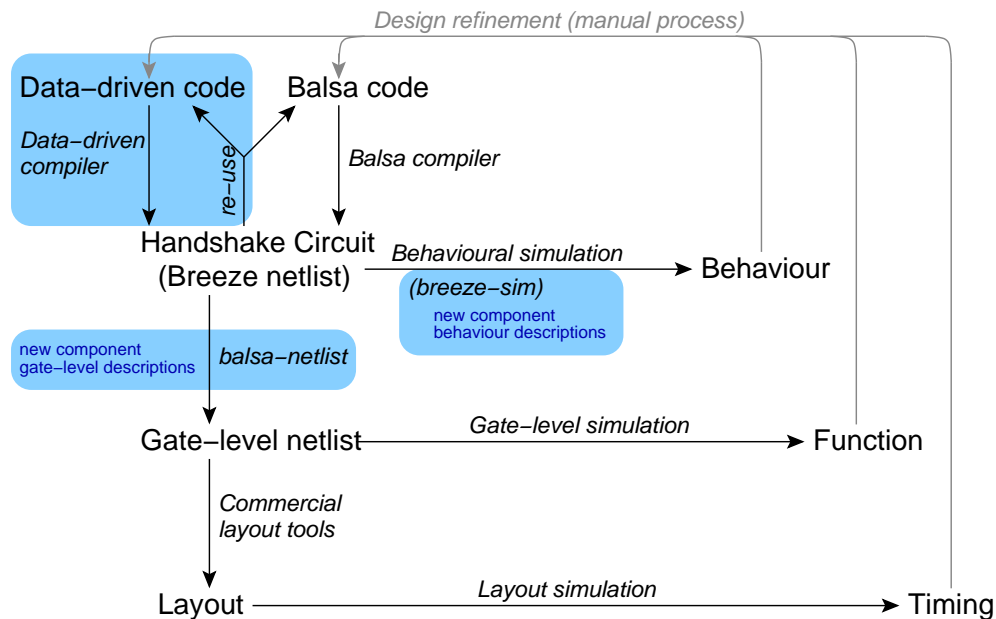 Design refinement (manual process)
Data−driven code
Balsa code
Data−driven
compiler
re−use
Balsa compiler
Handshake Circuit
(Breeze netlist)
Behavioural simulation
(breeze−sim)
Behaviour
new component
behaviour descriptions
new component
gate−level descriptions
balsa−netlist
Gate−level netlist
Gate−level simulation
Function
Commercial
layout tools
Layout
Layout simulation
Timing